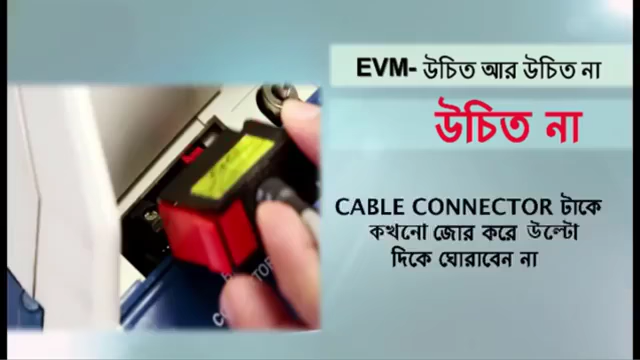 EVM- উচিত আর উচিত না
উচিত না
CABLE CONNECTOR টাকে
কখনো জোর করে উল্টো
দিকে ঘোরাবেন না